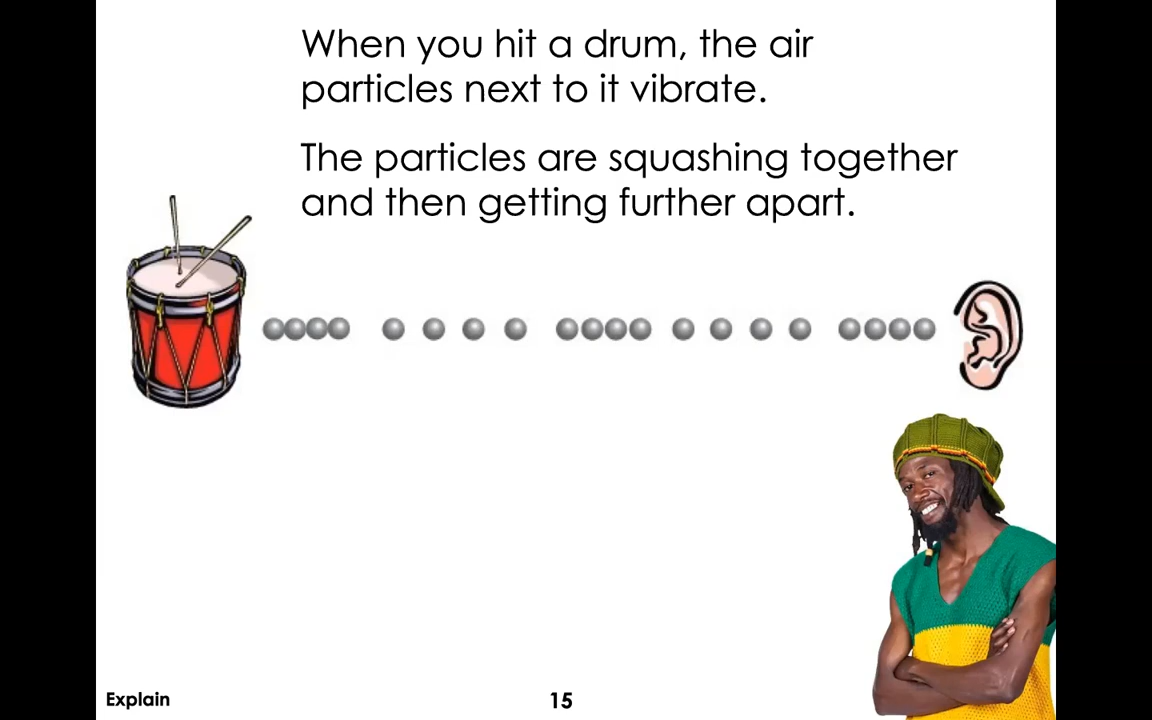 When you hit a drum, the air
particles next to it vibrate.
The particles are squashing together
and then getting further apart.
Explain
15